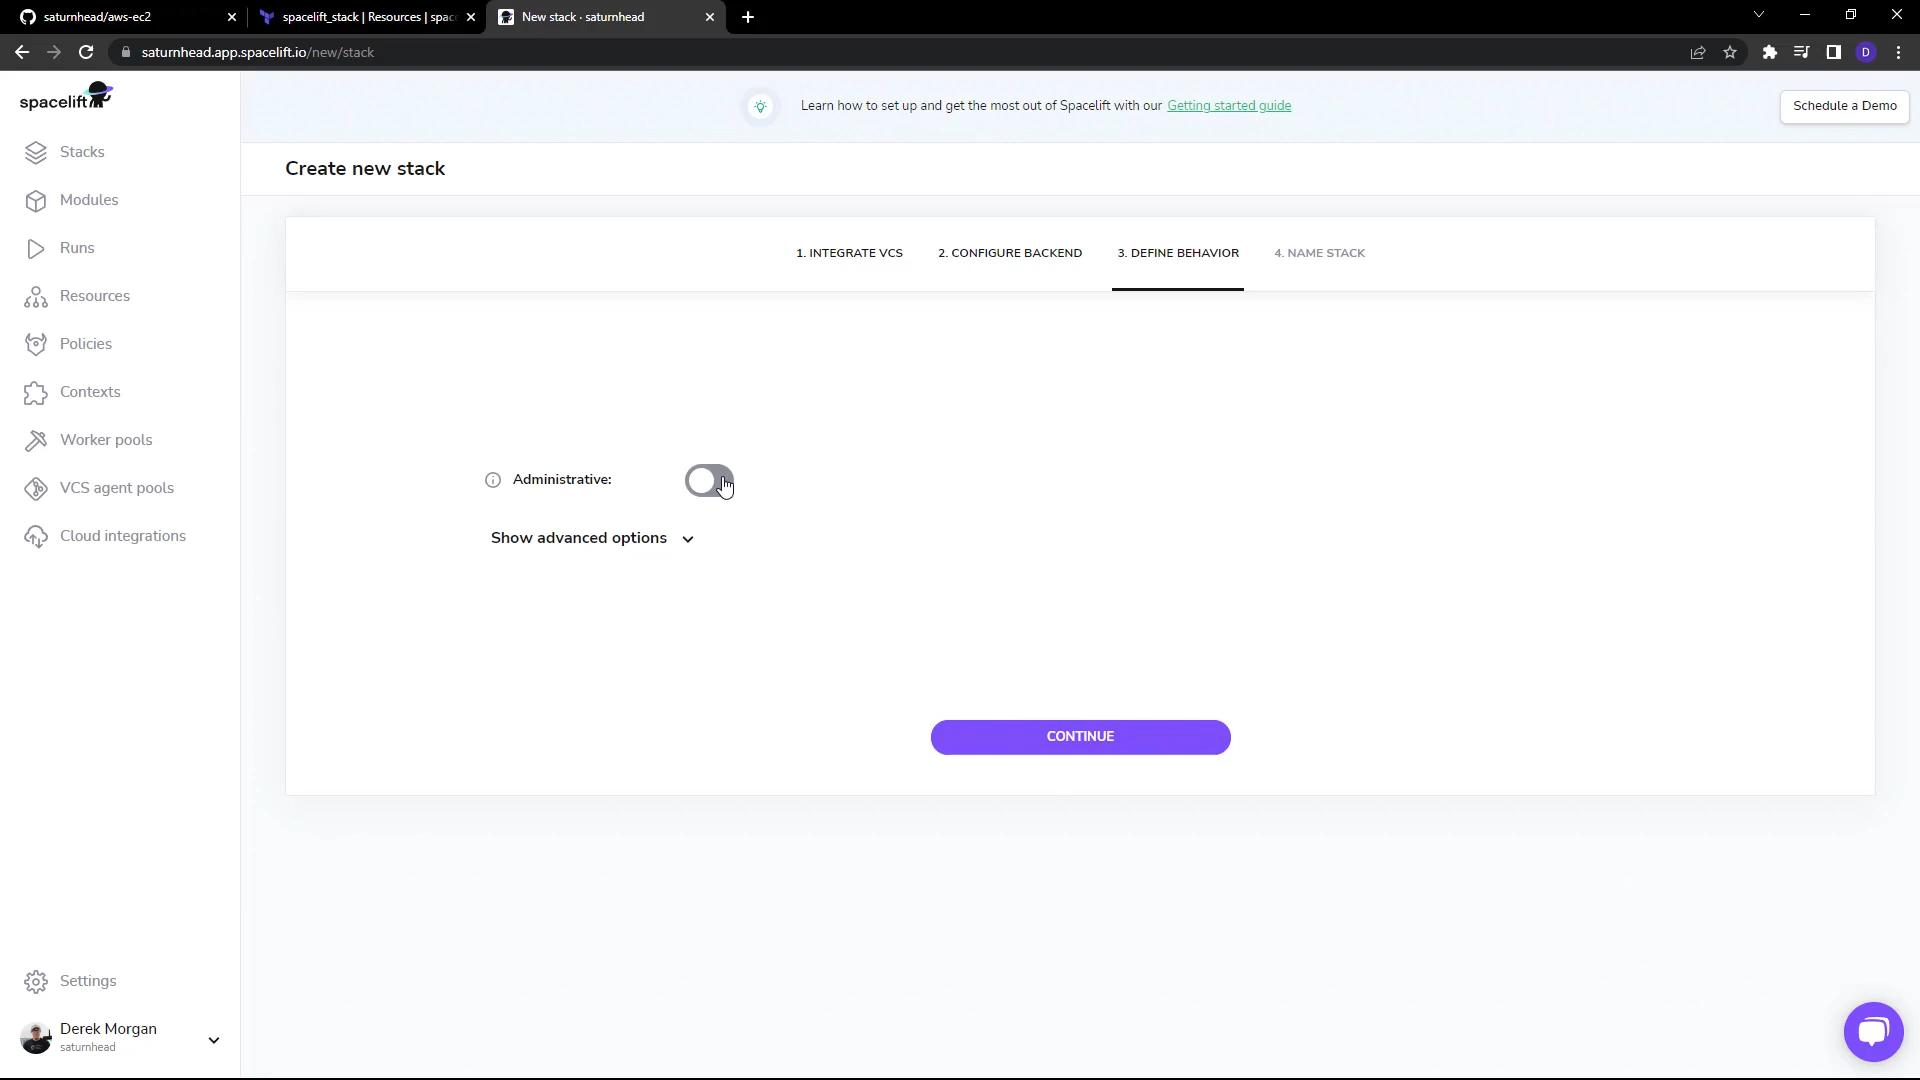 saturnhead/aws-ec2
spacelift_stack | Resources | spac
New stack · saturnhead
saturnhead.app.spacelift.io/new/stack
D
spacelift
Learn how to set up and get the most out of Spacelift with our Getting started guide
Schedule a Demo
Stacks
Modules
Runs
Resources
Policies
Contexts
Worker pools
VCS agent pools
Cloud integrations
Create new stack
1. INTEGRATE VCS
2. CONFIGURE BACKEND
3. DEFINE BEHAVIOR
4. NAME STACK
Administrative:
Show advanced options
CONTINUE
Settings
Derek Morgan
saturnhead